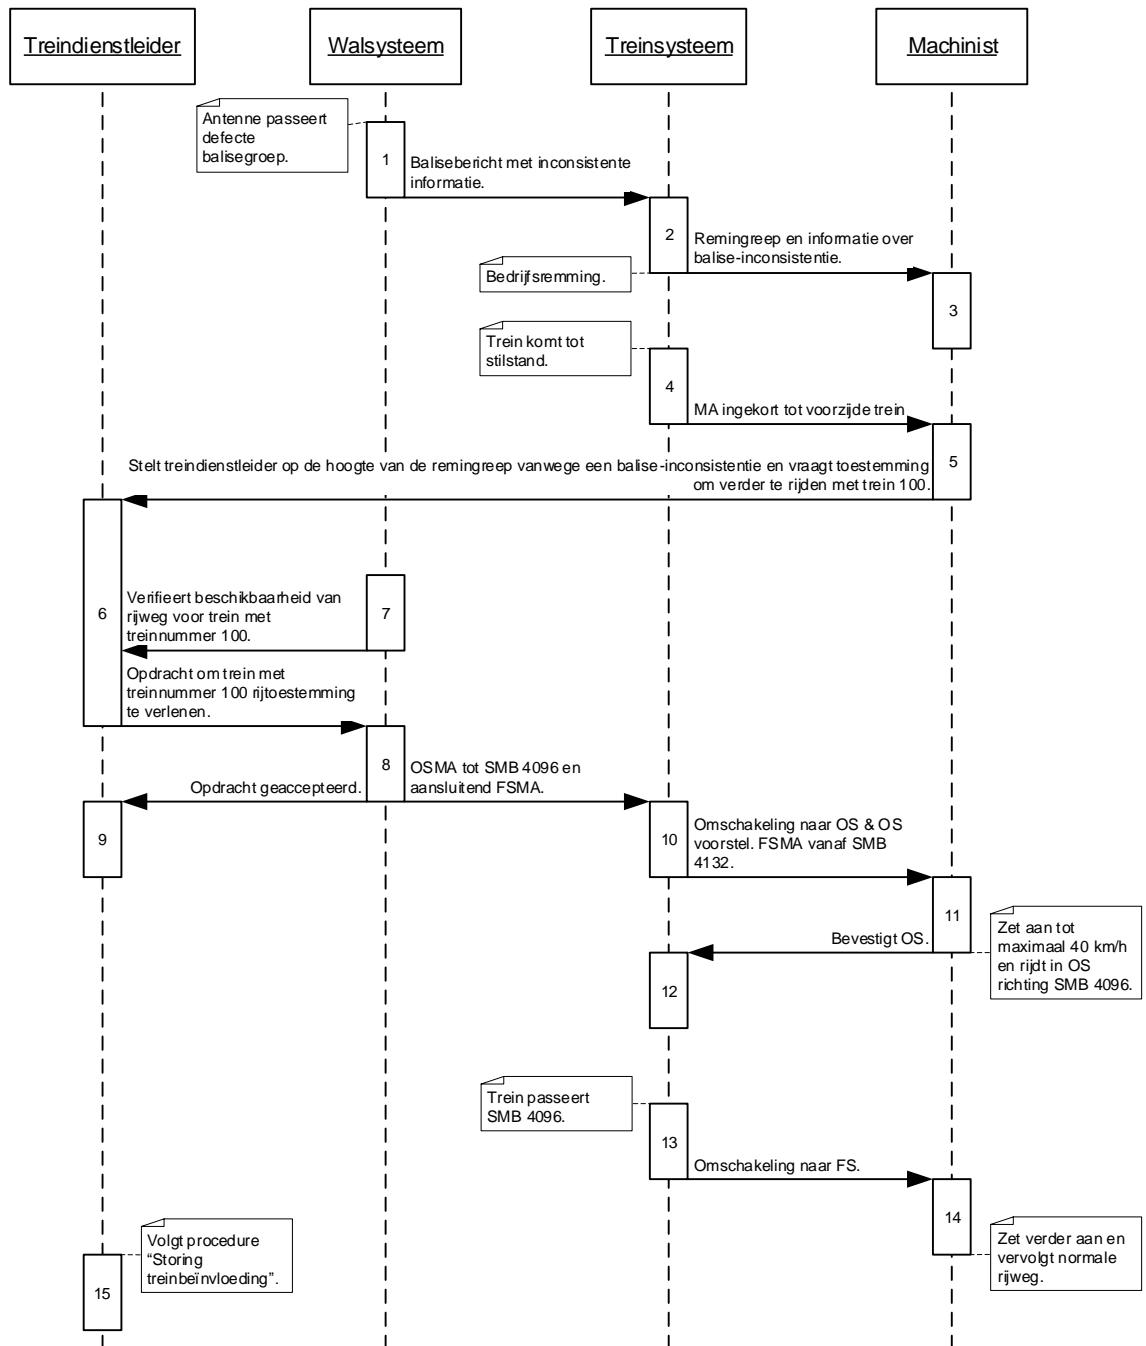 Treindienstleider
Walsysteem
Treinsysteem
Machinist
Antenne passeert
defecte
balisegroep.
1
Balisebericht met inconsistente
informatie.
2
Remingreep en informatie over
balise-inconsistentie.
Bedrijfsremming.
3
Trein komt tot
stilstand.
4
MA ingekort tot voorzijde trein
5
Stelt treindienstleider op de hoogte van de remingreep vanwege een balise-inconsistentie en vraagt toestemming
om verder te rijden met trein 100.
6
Verifieert beschikbaarheid van
rijweg voor trein met
treinnummer 100.
7
Opdracht om trein met
treinnummer 100 rijtoestemming
te verlenen.
8
Opdracht geaccepteerd.
OSMA tot SMB 4096 en
aansluitend FSMA.
9
10
Omschakeling naar OS & OS
voorstel. FSMA vanaf SMB
4132.
11
Bevestigt OS.
Zet aan tot
maximaal 40 km/h
en rijdt in OS
richting SMB 4096.
12
Trein passeert
SMB 4096.
13
Omschakeling naar FS.
14
Zet verder aan en
vervolgt normale
rijweg.
Volgt procedure
“Storing
treinbeïnvloeding”.
15